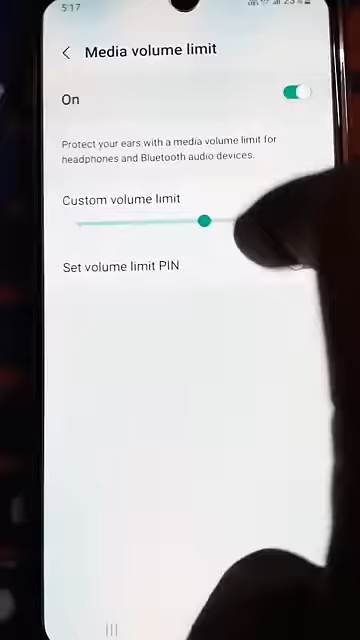 5:17
Media volume limit
On
Protect your ears with a media volume limit for
headphones and Bluetooth audio devices.
Custom volume limit
Set volume limit PIN